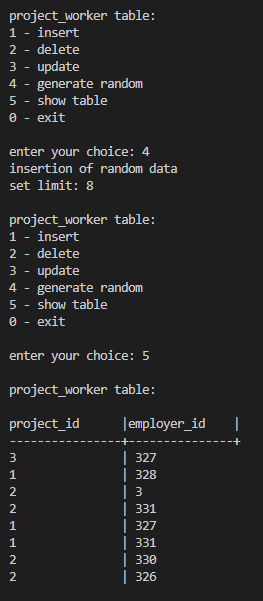 project_worker table:
1 - insert
2 - delete
3 - update
4 - generate random
5 - show table
0 - exit

enter your choice: 4
insertion of random data
set limit: 8

project_worker table:
1 - insert
2 - delete
3 - update
4 - generate random
5 - show table
0 - exit

enter your choice: 5

project_worker table:

project_id      |employer_id    |
----------------+---------------+
3               | 327
1               | 328
2               | 3
2               | 331
1               | 327
1               | 331
2               | 330
2               | 326